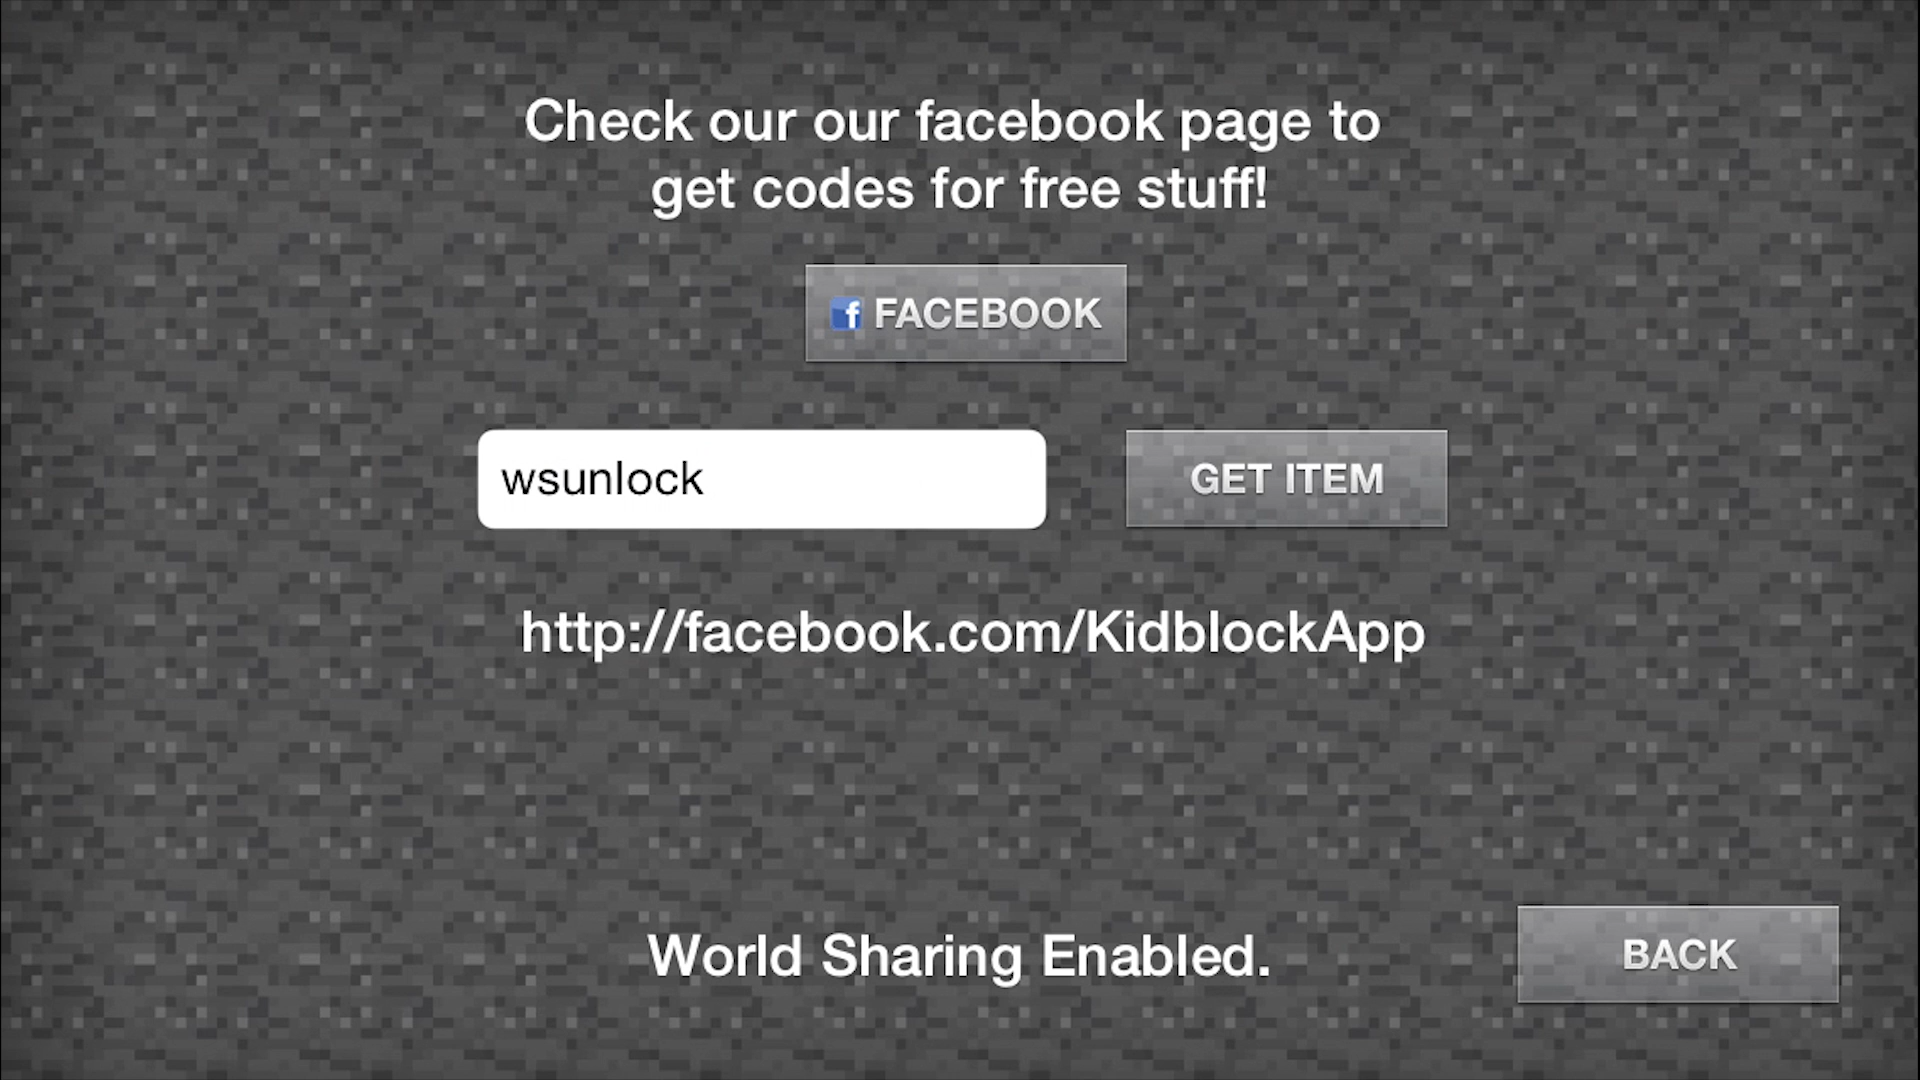 Check our our facebook page to
get codes for free stuff!
f FACEBOOK
wsunlock
GET ITEM
http://facebook.com/KidblockApp
World Sharing Enabled.
BACK